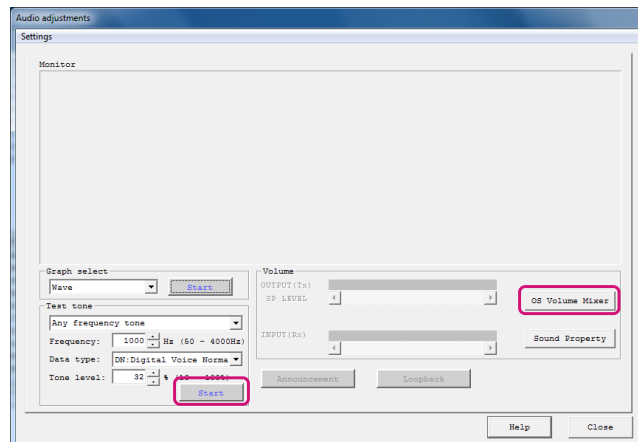 Audio adjustments
Settings
Monitor
Graph select
Wave
Start
Test tone
Any frequency tone
Frequency: 1000 Hz (50 - 4000Hz)
Data type: DN:Digital Voice Norma
Tone level: 32 % (10 - 100%)
Start
Volume
OUTPUT(Tx)
SP LEVEL
INPUT(Rx)
OS Volume Mixer
Sound Property
Announcement
Loopback
Help
Close